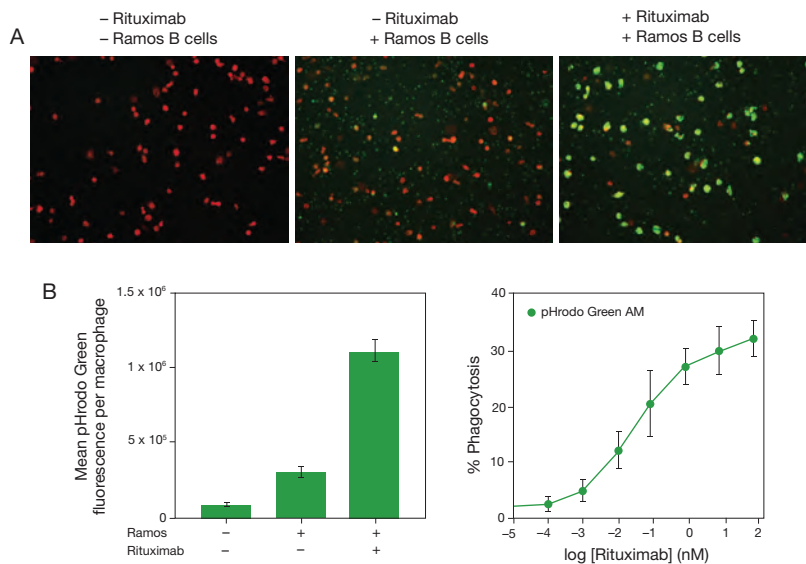 A
– Rituximab
– Ramos B cells
– Rituximab
+ Ramos B cells
+ Rituximab
+ Ramos B cells
B
Mean pHrodo Green
fluorescence per macrophage
1.5 x 10⁶
1 x 10⁶
5 x 10⁵
0
Ramos – + +
Rituximab – – +
% Phagocytosis
40
30
20
10
0
pHrodo Green AM
–5 –4 –3 –2 –1 0 1 2
log [Rituximab] (nM)